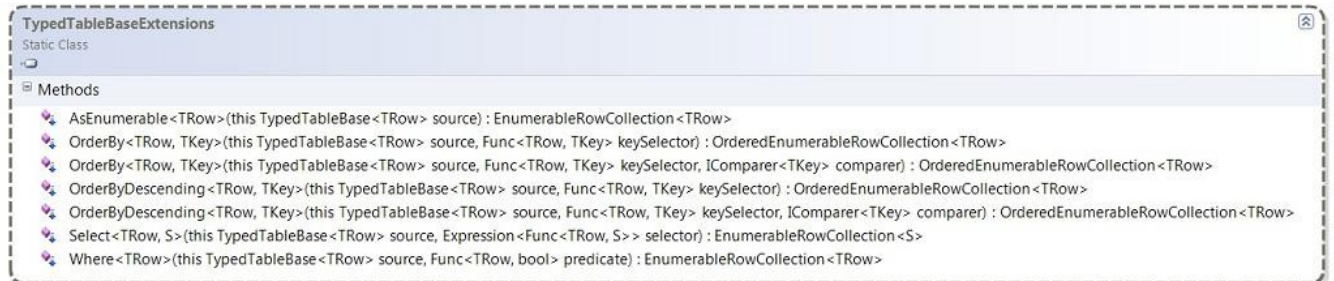 TypedTableBaseExtensions
Static Class
Methods
AsEnumerable<TRow>(this TypedTableBase<TRow> source) : EnumerableRowCollection<TRow>
OrderBy<TRow, TKey>(this TypedTableBase<TRow> source, Func<TRow, TKey> keySelector) : OrderedEnumerableRowCollection<TRow>
OrderBy<TRow, TKey>(this TypedTableBase<TRow> source, Func<TRow, TKey> keySelector, IComparer<TKey> comparer) : OrderedEnumerableRowCollection<TRow>
OrderByDescending<TRow, TKey>(this TypedTableBase<TRow> source, Func<TRow, TKey> keySelector) : OrderedEnumerableRowCollection<TRow>
OrderByDescending<TRow, TKey>(this TypedTableBase<TRow> source, Func<TRow, TKey> keySelector, IComparer<TKey> comparer) : OrderedEnumerableRowCollection<TRow>
Select<TRow, S>(this TypedTableBase<TRow> source, Expression<Func<TRow, S>> selector) : EnumerableRowCollection<S>
Where<TRow>(this TypedTableBase<TRow> source, Func<TRow, bool> predicate) : EnumerableRowCollection<TRow>